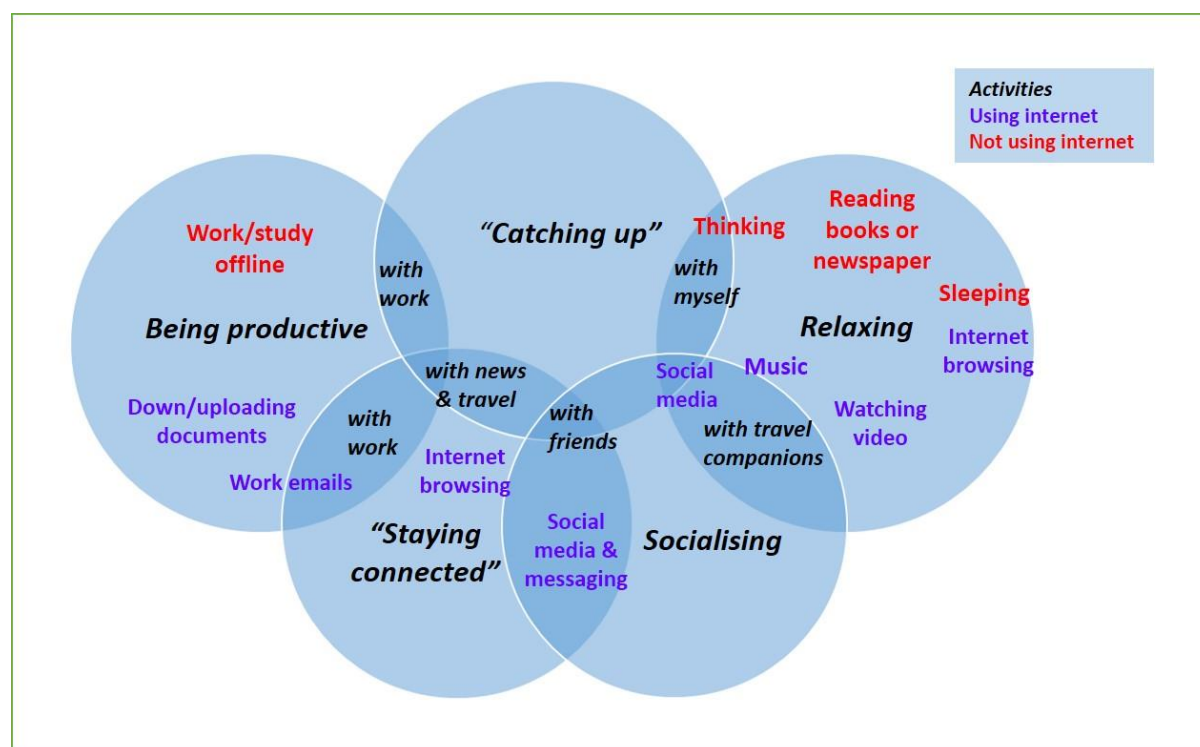 Activities
Using internet
Not using internet
Work/study
offline
"Catching up"
Thinking
Reading
books or
newspaper
with
work
with
myself
Sleeping
Being productive
Relaxing
Internet
browsing
with news
& travel
Social
media
Music
Down/uploading
documents
with
work
with
friends
with travel
companions
Watching
video
Work emails
Internet
browsing
"Staying
connected"
Social
media &
messaging
Socialising